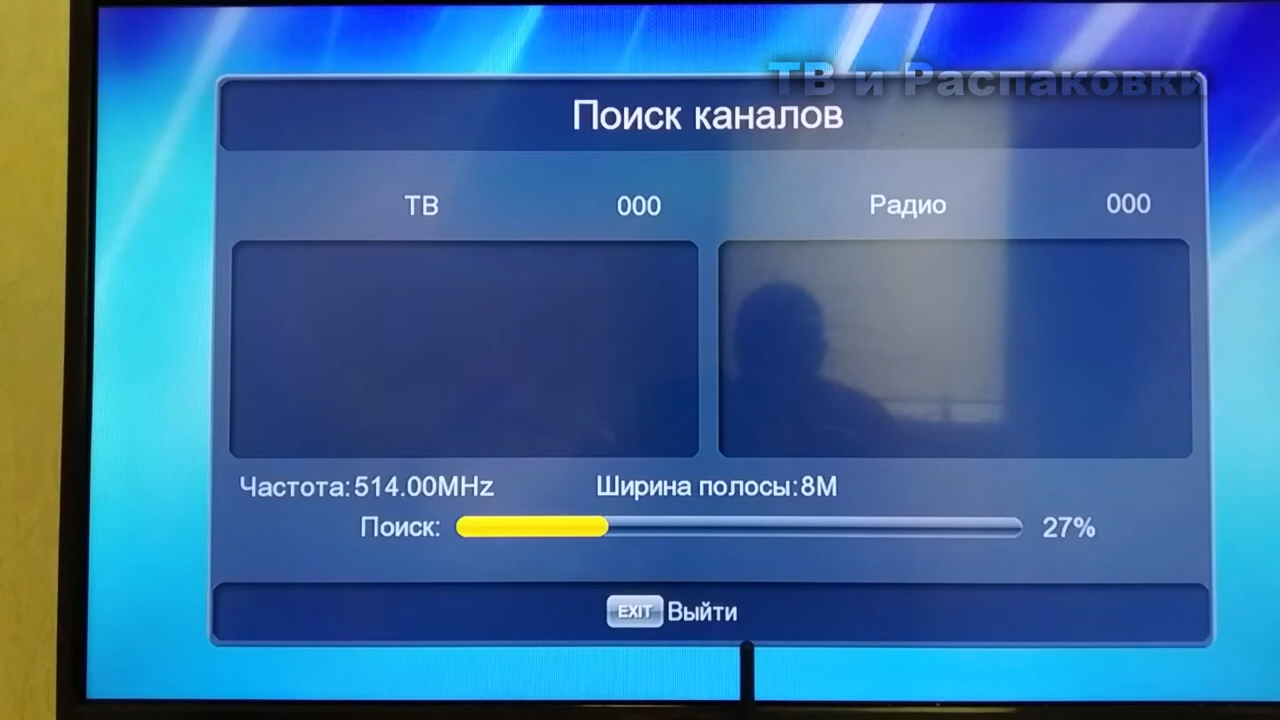 ТВ и Распаковки
Поиск каналов
ТВ 000 Радио 000
Частота:514.00MHz Ширина полосы:8M
Поиск: 27%
EXIT Выйти